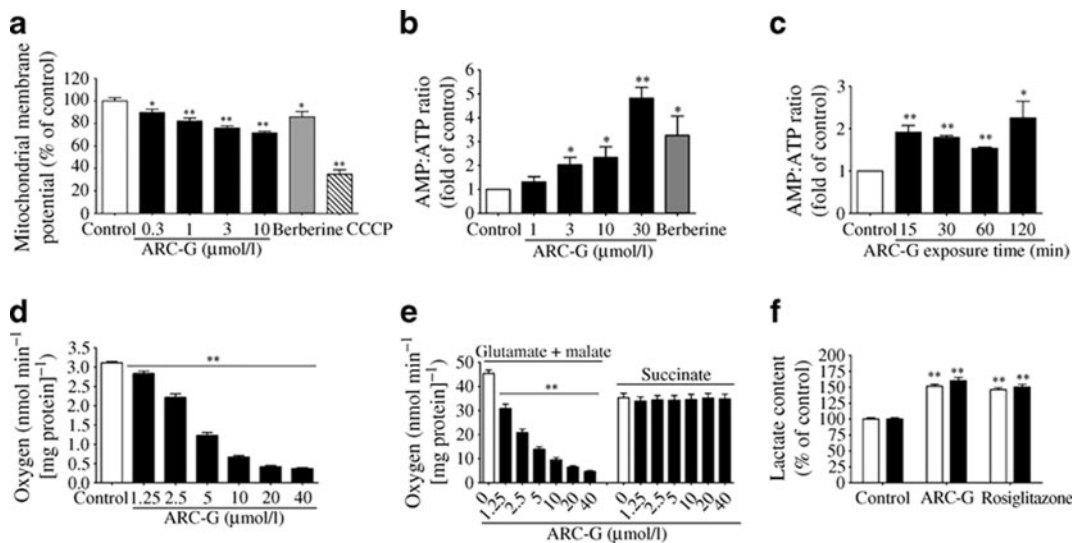 a
Mitochondrial membrane
potential (% of control)
120
100
80
60
40
20
0
* ** ** ** * **
Control 0.3 1 3 10 Berberine CCCP
ARC-G (μmol/l)
b
AMP:ATP ratio
(fold of control)
6
5
4
3
2
1
0
* * ** *
Control 1 3 10 30 Berberine
ARC-G (μmol/l)
c
AMP:ATP ratio
(fold of control)
3
2
1
0
** ** ** *
Control 15 30 60 120
ARC-G exposure time (min)
d
Oxygen (nmol min⁻¹
[mg protein]⁻¹)
3.5
3.0
2.5
2.0
1.5
1.0
0.5
0.0
**
Control 1.25 2.5 5 10 20 40
ARC-G (μmol/l)
e
Oxygen (nmol min⁻¹
[mg protein]⁻¹)
50
40
30
20
10
0
Glutamate + malate
**
Succinate
0 1.25 2.5 5 10 20 40 0 1.25 2.5 5 10 20 40
ARC-G (μmol/l)
f
Lactate content
(% of control)
200
175
150
125
100
75
50
25
0
** ** ** **
Control ARC-G Rosiglitazone